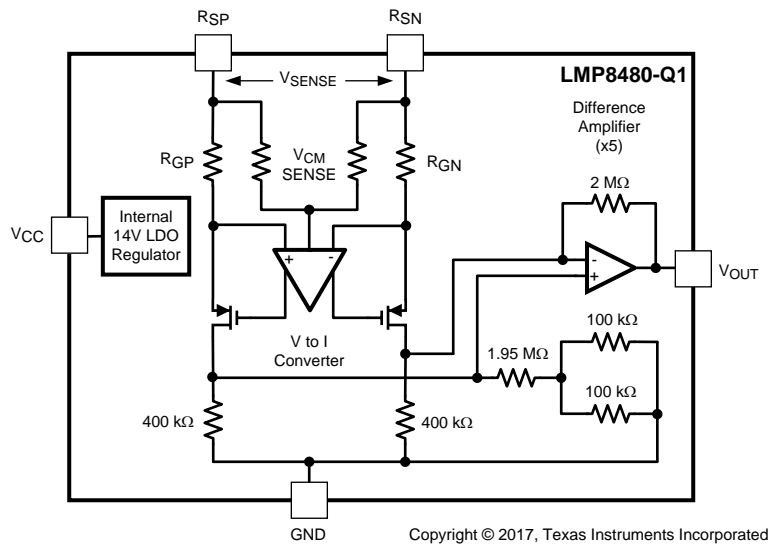 RSP
RSN
VSENSE
LMP8480-Q1
Difference
Amplifier
(x5)
RGP
VCM
SENSE
RGN
2 MΩ
VCC
Internal
14V LDO
Regulator
+
-
-
+
VOUT
V to I
Converter
1.95 MΩ
100 kΩ
100 kΩ
400 kΩ
400 kΩ
GND
Copyright © 2017, Texas Instruments Incorporated